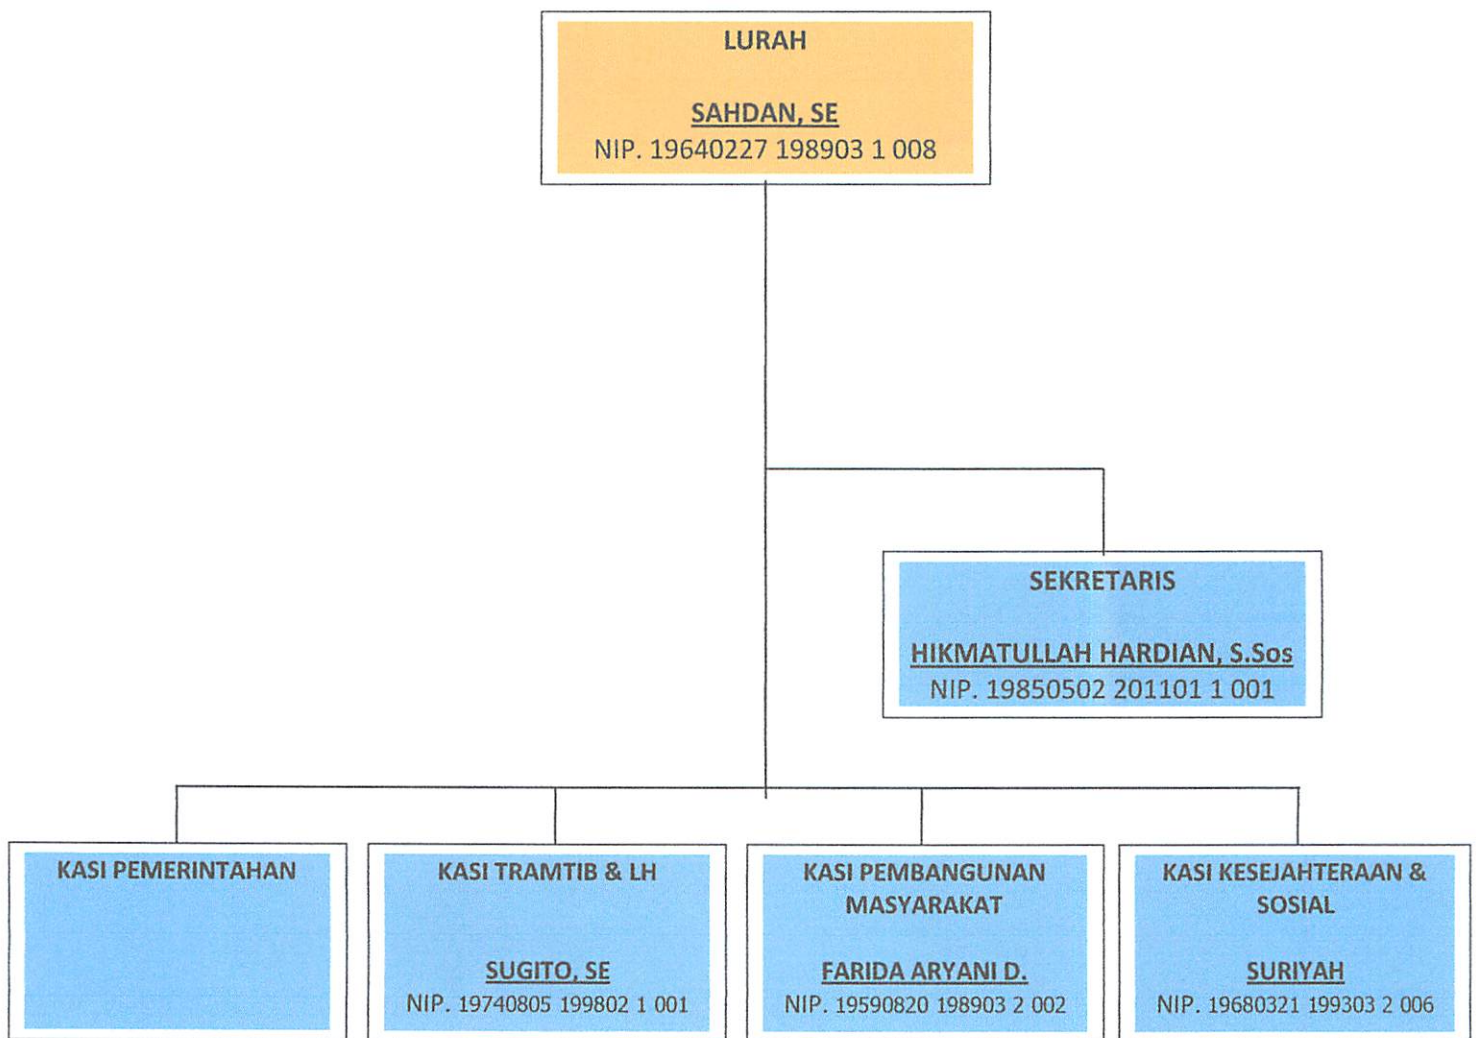 LURAH
SAHDAN, SE
NIP. 19640227 198903 1 008
SEKRETARIS
HIKMATULLAH HARDIAN, S.Sos
NIP. 19850502 201101 1 001
KASI PEMERINTAHAN
KASI TRAMTIB & LH
SUGITO, SE
NIP. 19740805 199802 1 001
KASI PEMBANGUNAN
MASYARAKAT
FARIDA ARYANI D.
NIP. 19590820 198903 2 002
KASI KESEJAHTERAAN &
SOSIAL
SURIYAH
NIP. 19680321 199303 2 006